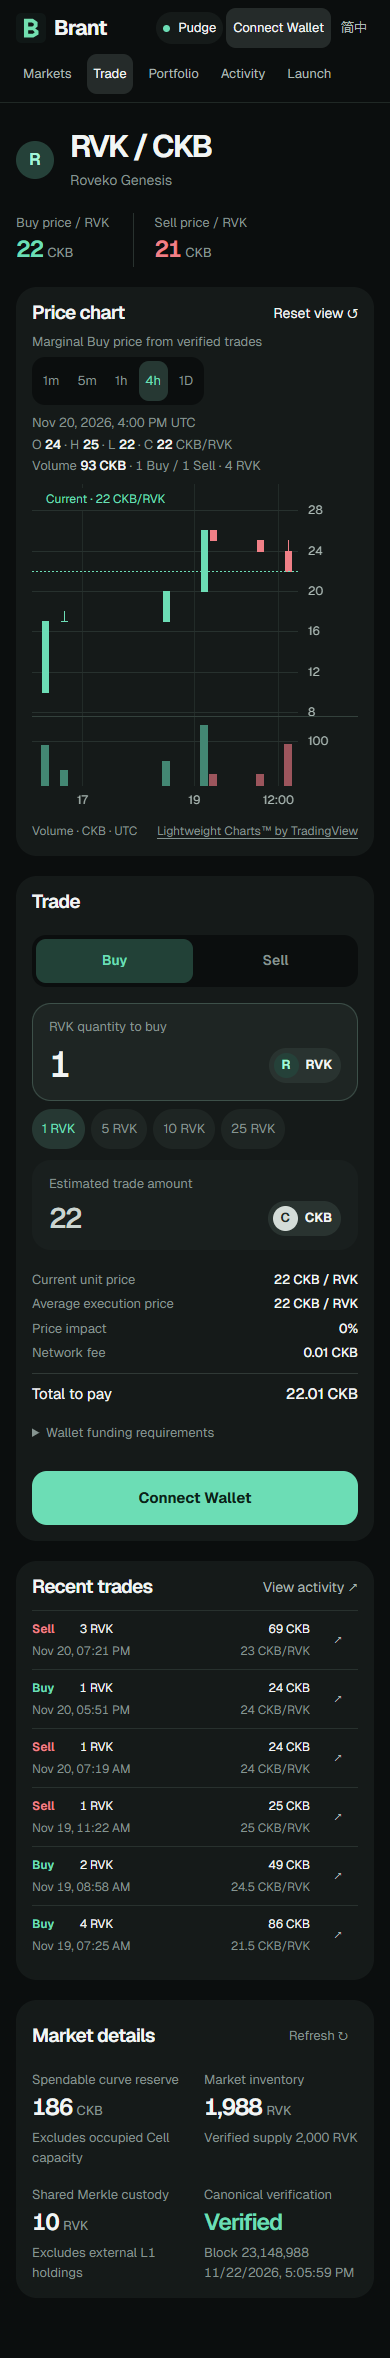 Brant
Pudge
Connect Wallet
简中
Markets
Trade
Portfolio
Activity
Launch
R
RVK / CKB
Roveko Genesis
Buy price / RVK
22 CKB
Sell price / RVK
21 CKB
Price chart
Reset view ↺
Marginal Buy price from verified trades
1m 5m 1h 4h 1D
Nov 20, 2026, 4:00 PM UTC
O 24 · H 25 · L 22 · C 22 CKB/RVK
Volume 93 CKB · 1 Buy / 1 Sell · 4 RVK
Current · 22 CKB/RVK
28
24
20
16
12
8
100
17 19 12:00
Volume · CKB · UTC
Lightweight Charts™ by TradingView
Trade
Buy
Sell
RVK quantity to buy
1
R RVK
1 RVK 5 RVK 10 RVK 25 RVK
Estimated trade amount
22
C CKB
Current unit price 22 CKB / RVK
Average execution price 22 CKB / RVK
Price impact 0%
Network fee 0.01 CKB
Total to pay 22.01 CKB
▶ Wallet funding requirements
Connect Wallet
Recent trades
View activity ↗
Sell 3 RVK 69 CKB ↗
Nov 20, 07:21 PM 23 CKB/RVK
Buy 1 RVK 24 CKB ↗
Nov 20, 05:51 PM 24 CKB/RVK
Sell 1 RVK 24 CKB ↗
Nov 20, 07:19 AM 24 CKB/RVK
Sell 1 RVK 25 CKB ↗
Nov 19, 11:22 AM 25 CKB/RVK
Buy 2 RVK 49 CKB ↗
Nov 19, 08:58 AM 24.5 CKB/RVK
Buy 4 RVK 86 CKB ↗
Nov 19, 07:25 AM 21.5 CKB/RVK
Market details
Refresh ↻
Spendable curve reserve
186 CKB
Excludes occupied Cell
capacity
Market inventory
1,988 RVK
Verified supply 2,000 RVK
Shared Merkle custody
10 RVK
Excludes external L1
holdings
Canonical verification
Verified
Block 23,148,988
11/22/2026, 5:05:59 PM